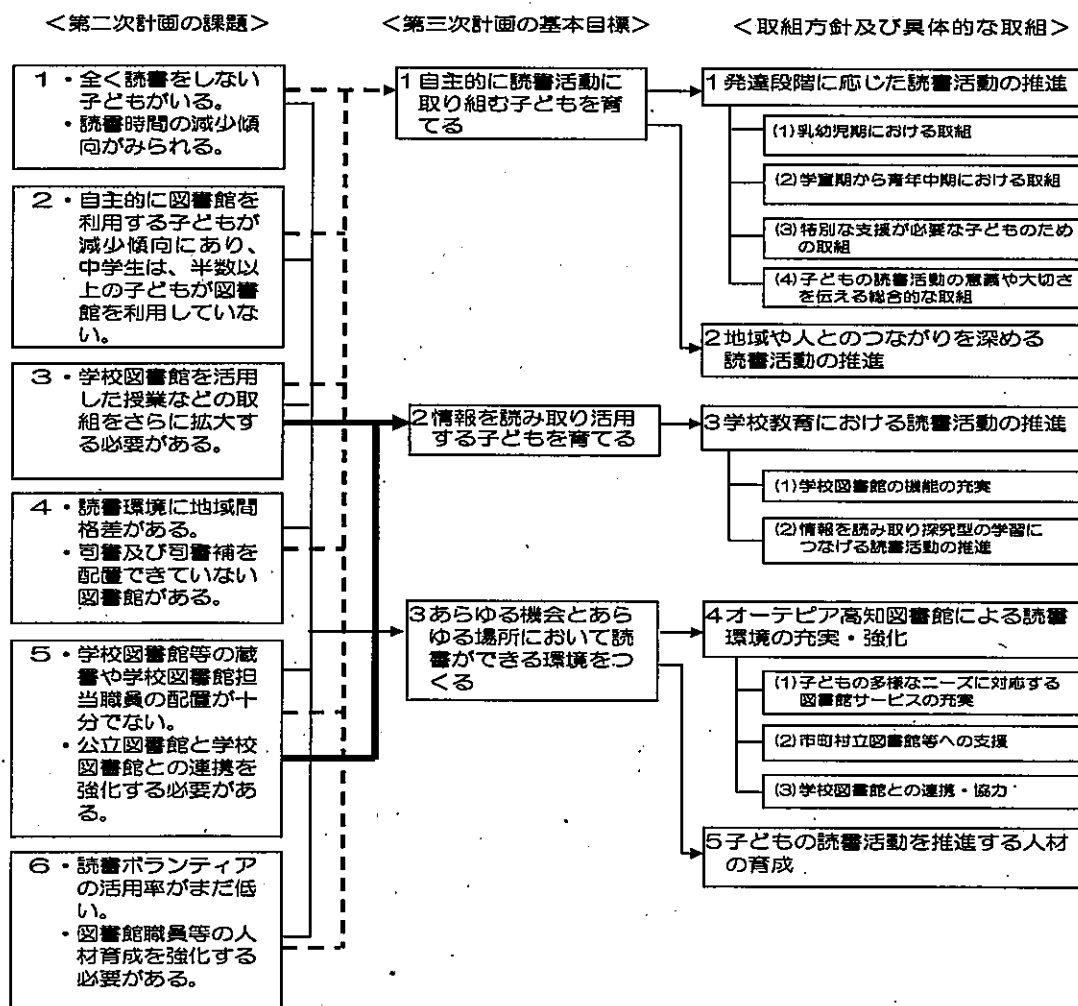 ＜第二次計画の課題＞
1・全く読書をしない
子どもがいる。
・読書時間の減少傾
向がみられる。
2・自主的に図書館を
利用する子どもが
減少傾向にあり、
中学生は、半数以
上の子どもが図書
館を利用していな
い。
3・学校図書館を活用
した授業などの取
組をさらに拡大す
る必要がある。
4・読書環境に地域間
格差がある。
・司書及び司書補を
配置できていない
図書館がある。
5・学校図書館等の蔵
書や学校図書館担
当職員の配置が十
分でない。
・公立図書館と学校
図書館との連携を
強化する必要があ
る。
6・読書ボランティア
の活用率がまだ低
い。
・図書館職員等の人
材育成を強化する
必要がある。
＜第三次計画の基本目標＞
1自主的に読書活動に
取り組む子どもを育
てる
2情報を読み取り活用
する子どもを育てる
3あらゆる機会とあら
ゆる場所において読
書ができる環境をつ
くる
＜取組方針及び具体的な取組＞
1発達段階に応じた読書活動の推進
(1)乳幼児期における取組
(2)学童期から青年中期における取組
(3)特別な支援が必要な子どものため
の取組
(4)子どもの読書活動の意義や大切さ
を伝える総合的な取組
2地域や人とのつながりを深める
読書活動の推進
3学校教育における読書活動の推進
(1)学校図書館の機能の充実
(2)情報を読み取り探究型の学習に
つなげる読書活動の推進
4オーテピア高知図書館による読書
環境の充実・強化
(1)子どもの多様なニーズに対応する
図書館サービスの充実
(2)市町村立図書館等への支援
(3)学校図書館との連携・協力
5子どもの読書活動を推進する人材
の育成